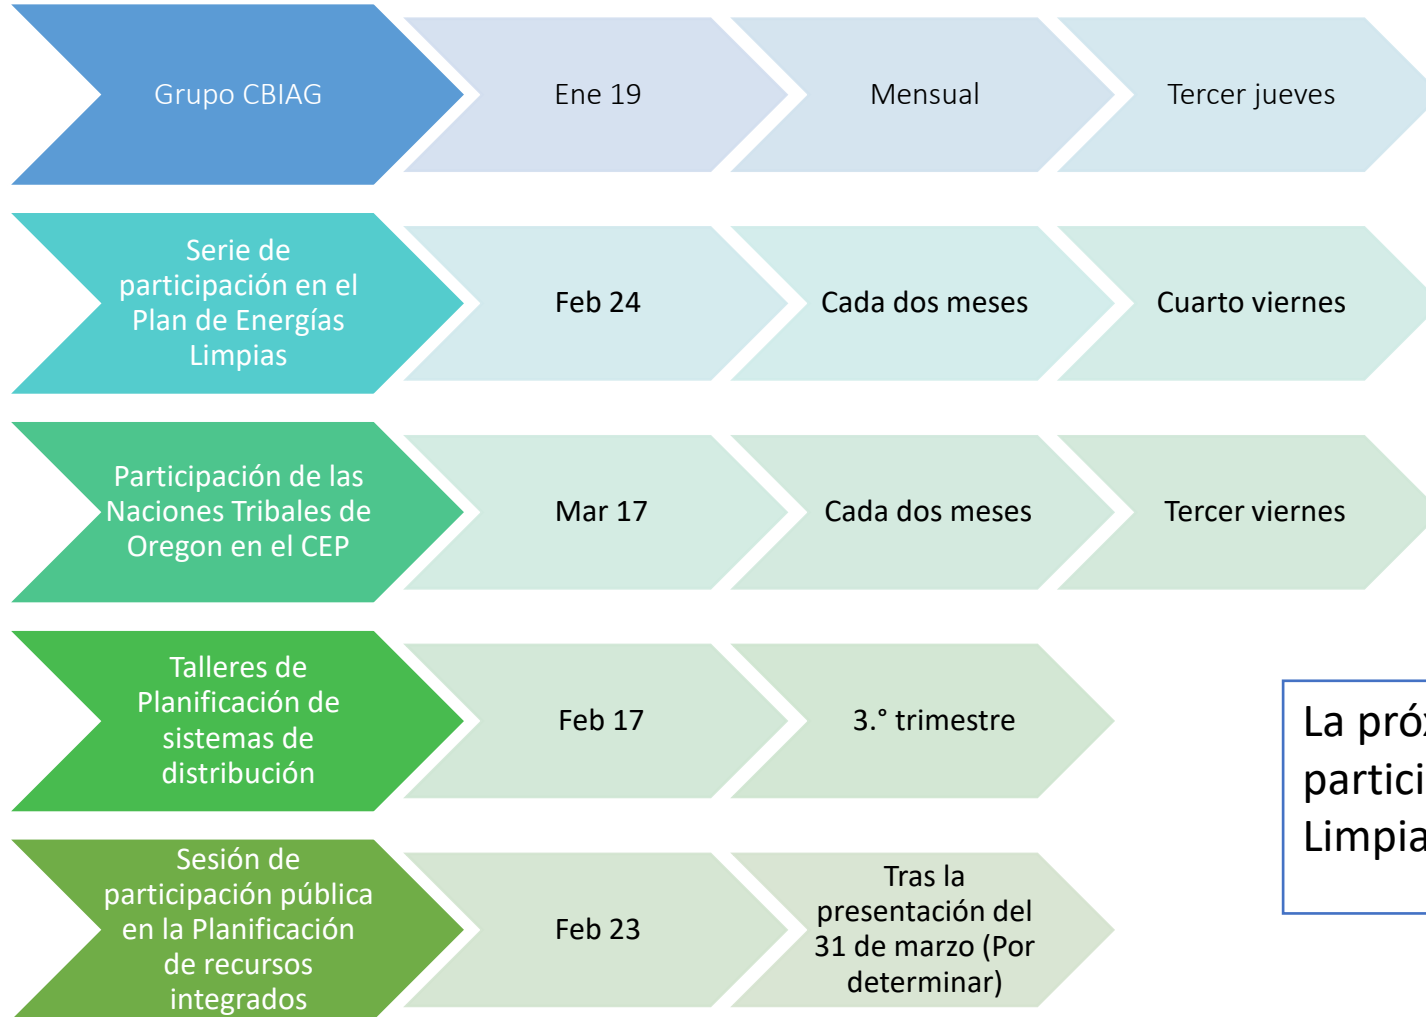 Grupo CBIAG
Ene 19
Mensual
Tercer jueves
Serie de
participación en el
Plan de Energías
Limpias
Feb 24
Cada dos meses
Cuarto viernes
Participación de las
Naciones Tribales de
Oregon en el CEP
Mar 17
Cada dos meses
Tercer viernes
Talleres de
Planificación de
sistemas de
distribución
Feb 17
3.° trimestre
Sesión de
participación pública
en la Planificación
de recursos
integrados
Feb 23
Tras la
presentación del
31 de marzo (Por
determinar)
La